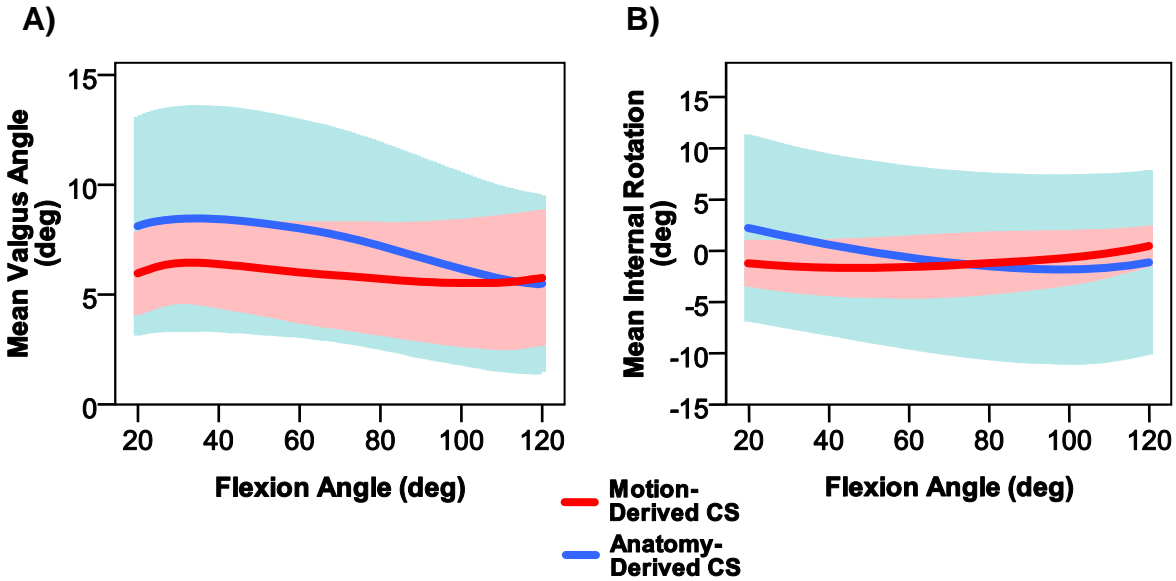 A)
Mean Valgus Angle
(deg)
15
10
5
0
20 40 60 80 100 120
Flexion Angle (deg)
B)
Mean Internal Rotation
(deg)
15
10
5
0
-5
-10
-15
20 40 60 80 100 120
Flexion Angle (deg)
Motion-
Derived CS
Anatomy-
Derived CS